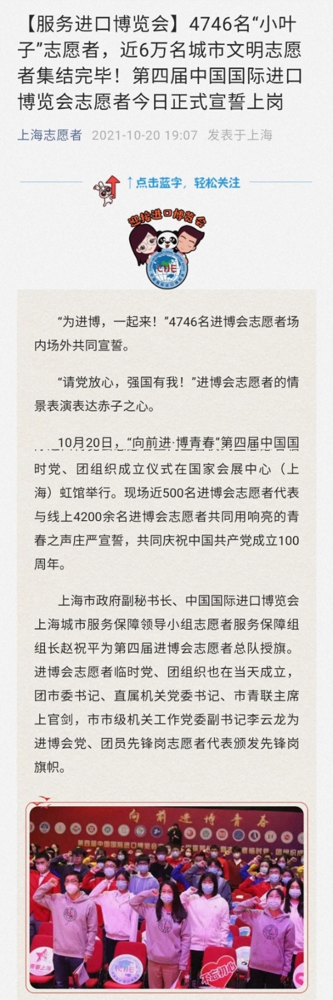 【服务进口博览会】4746名“小叶
子”志愿者，近6万名城市文明志愿
者集结完毕！第四届中国国际进口
博览会志愿者今日正式宣誓上岗
上海志愿者 2021-10-20 19:07 发表于上海
↑点击蓝字，轻松关注
迎接进口博览会
CIIE
“为进博，一起来！”4746名进博会志愿者场
内场外共同宣誓。
“请党放心，强国有我！”进博会志愿者的情
景表演表达赤子之心。
10月20日，“向前进·博青春”第四届中国国
时党、团组织成立仪式在国家会展中心（上
海）虹馆举行。现场近500名进博会志愿者代表
与线上4200余名进博会志愿者共同用响亮的青
春之声庄严宣誓，共同庆祝中国共产党成立100
周年。
上海市政府副秘书长、中国国际进口博览会
上海城市服务保障领导小组志愿者服务保障组
组长赵祝平为第四届进博会志愿者总队授旗。
进博会志愿者临时党、团组织也在当天成立，
团市委书记、直属机关党委书记、市青联主席
上官剑，市市级机关工作党委副书记李云龙为
进博会党、团员先锋岗志愿者代表颁发先锋岗
旗帜。
向前进博青春
第四届中国国际进口博览会
青春上海
CIIE
不忘初心